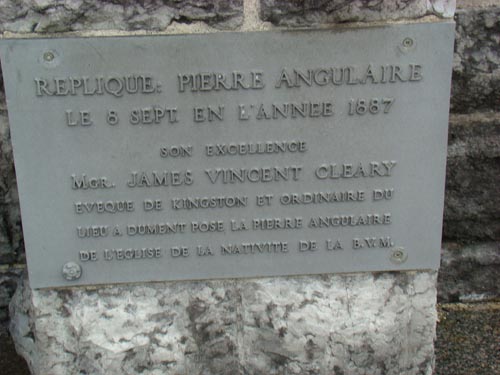 REPLIQUE: PIERRE ANGULAIRE
LE 8 SEPT. EN L'ANNEE 1887
SON EXCELLENCE
MGR. JAMES VINCENT CLEARY
EVEQUE DE KINGSTON ET ORDINAIRE DU
LIEU A DUMENT POSE LA PIERRE ANGULAIRE
DE L'EGLISE DE LA NATIVITE DE LA B.V.M.